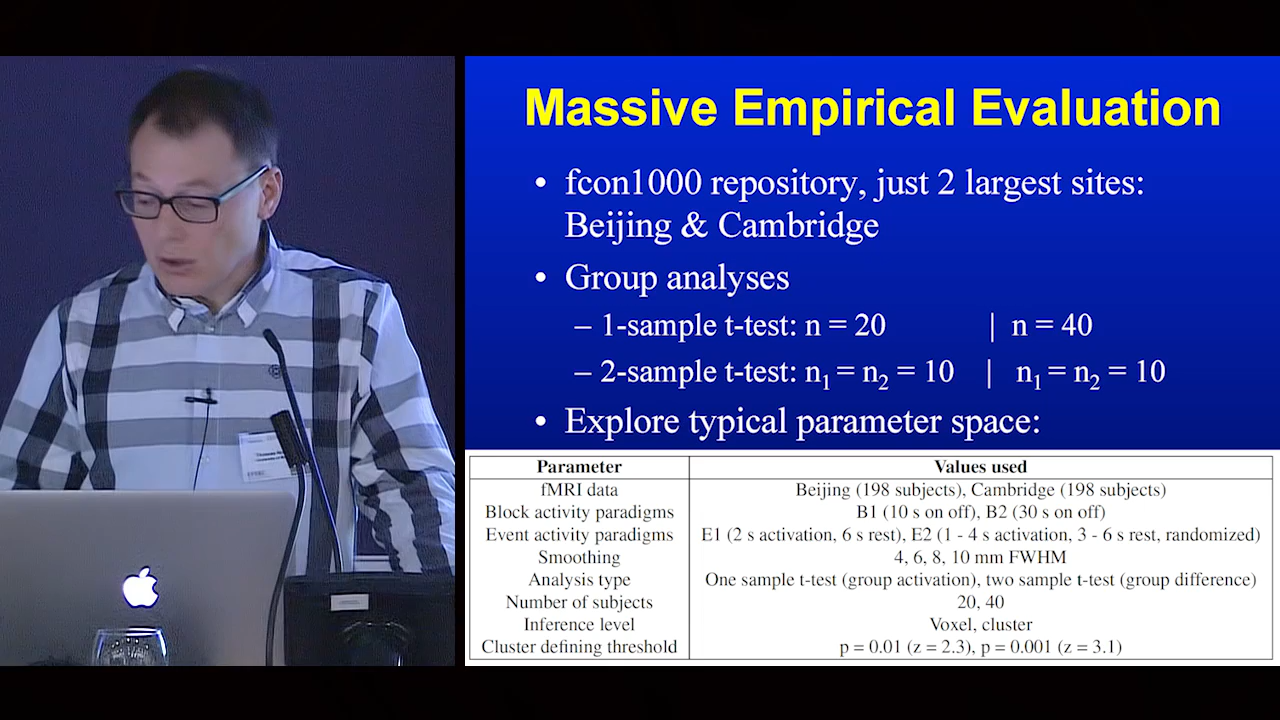 Massive Empirical Evaluation
• fcon1000 repository, just 2 largest sites:
Beijing & Cambridge
• Group analyses
– 1-sample t-test: n = 20 | n = 40
– 2-sample t-test: n1 = n2 = 10 | n1 = n2 = 10
• Explore typical parameter space:
Parameter Values used
fMRI data Beijing (198 subjects), Cambridge (198 subjects)
Block activity paradigms B1 (10 s on off), B2 (30 s on off)
Event activity paradigms E1 (2 s activation, 6 s rest), E2 (1 - 4 s activation, 3 - 6 s rest, randomized)
Smoothing 4, 6, 8, 10 mm FWHM
Analysis type One sample t-test (group activation), two sample t-test (group difference)
Number of subjects 20, 40
Inference level Voxel, cluster
Cluster defining threshold p = 0.01 (z = 2.3), p = 0.001 (z = 3.1)